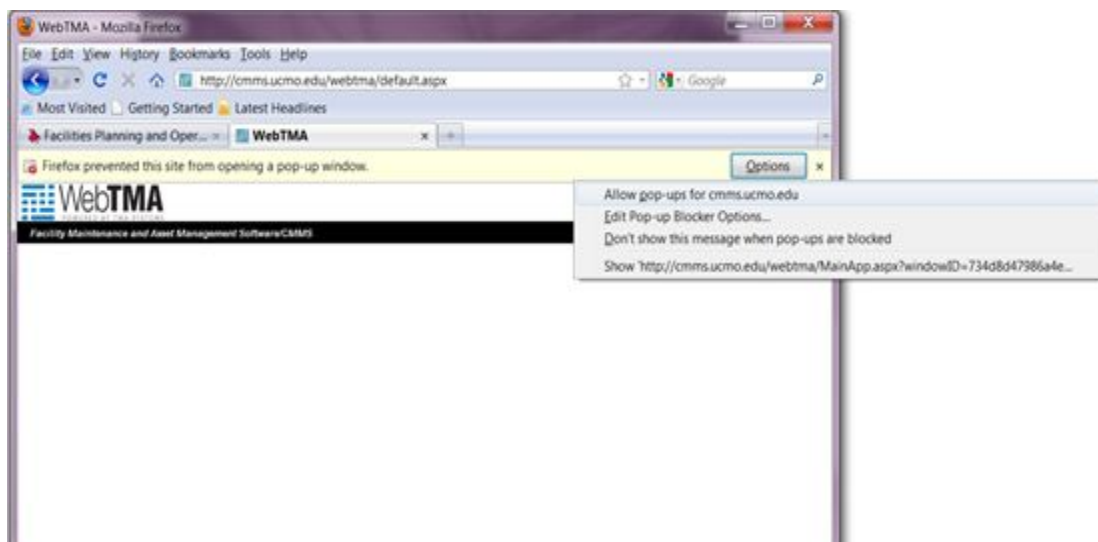 WebTMA - Mozilla Firefox
File Edit View History Bookmarks Tools Help
http://cmms.ucmo.edu/webtma/default.aspx Google
Most Visited Getting Started Latest Headlines
Facilities Planning and Oper... WebTMA
Firefox prevented this site from opening a pop-up window. Options
WebTMA
POWERED BY TMA SYSTEMS
Facility Maintenance and Asset Management Software/CMMS
Allow pop-ups for cmms.ucmo.edu
Edit Pop-up Blocker Options...
Don't show this message when pop-ups are blocked
Show 'http://cmms.ucmo.edu/webtma/MainApp.aspx?windowID=734d8d47986a4e...